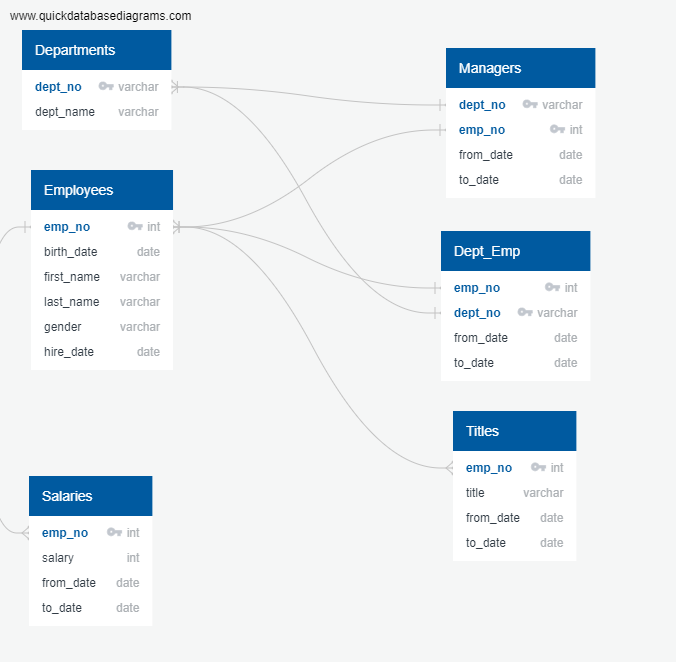 www.quickdatabasediagrams.com
Departments
dept_no varchar
dept_name varchar
Employees
emp_no int
birth_date date
first_name varchar
last_name varchar
gender varchar
hire_date date
Salaries
emp_no int
salary int
from_date date
to_date date
Managers
dept_no varchar
emp_no int
from_date date
to_date date
Dept_Emp
emp_no int
dept_no varchar
from_date date
to_date date
Titles
emp_no int
title varchar
from_date date
to_date date